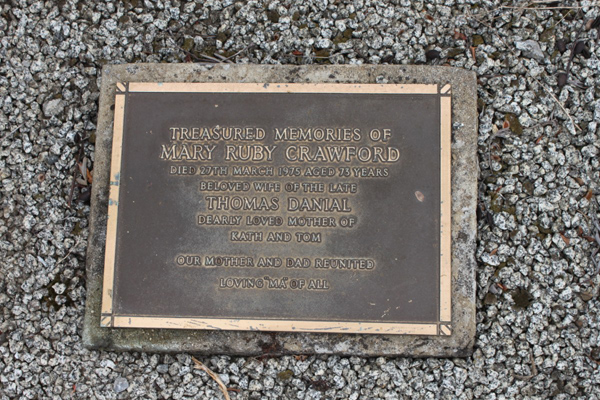 TREASURED MEMORIES OF
MARY RUBY CRAWFORD
DIED 27TH MARCH 1975 AGED 73 YEARS
BELOVED WIFE OF THE LATE
THOMAS DANIAL
DEARLY LOVED MOTHER OF
KATH AND TOM
OUR MOTHER AND DAD REUNITED
LOVING "MA" OF ALL